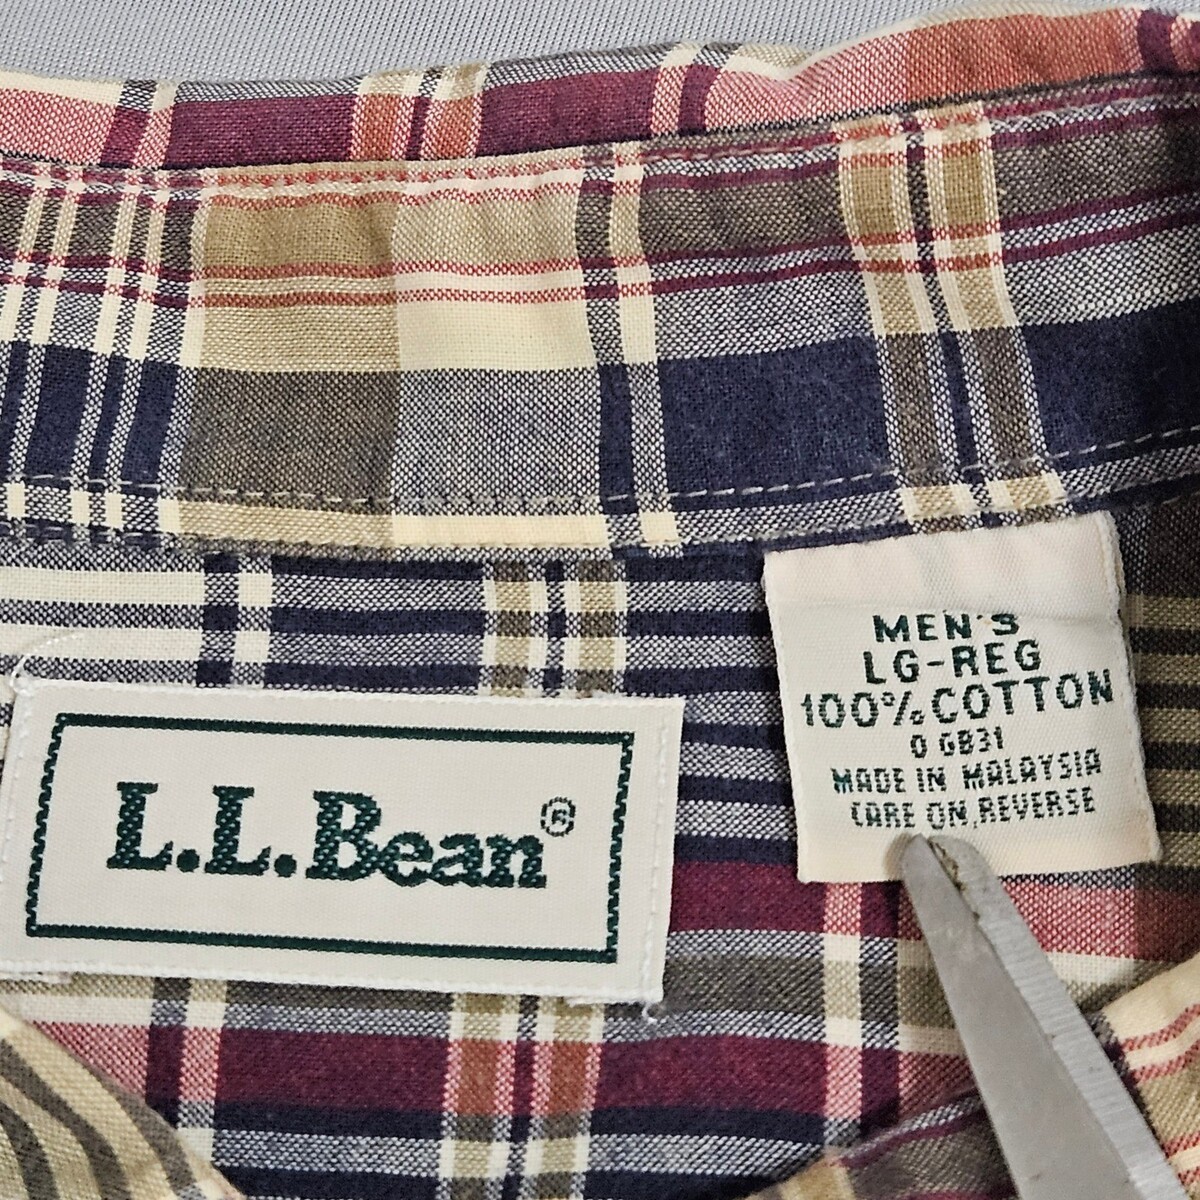 L.L.Bean®
MEN'S
LG-REG
100% COTTON
0 GB31
MADE IN MALAYSIA
CARE ON REVERSE